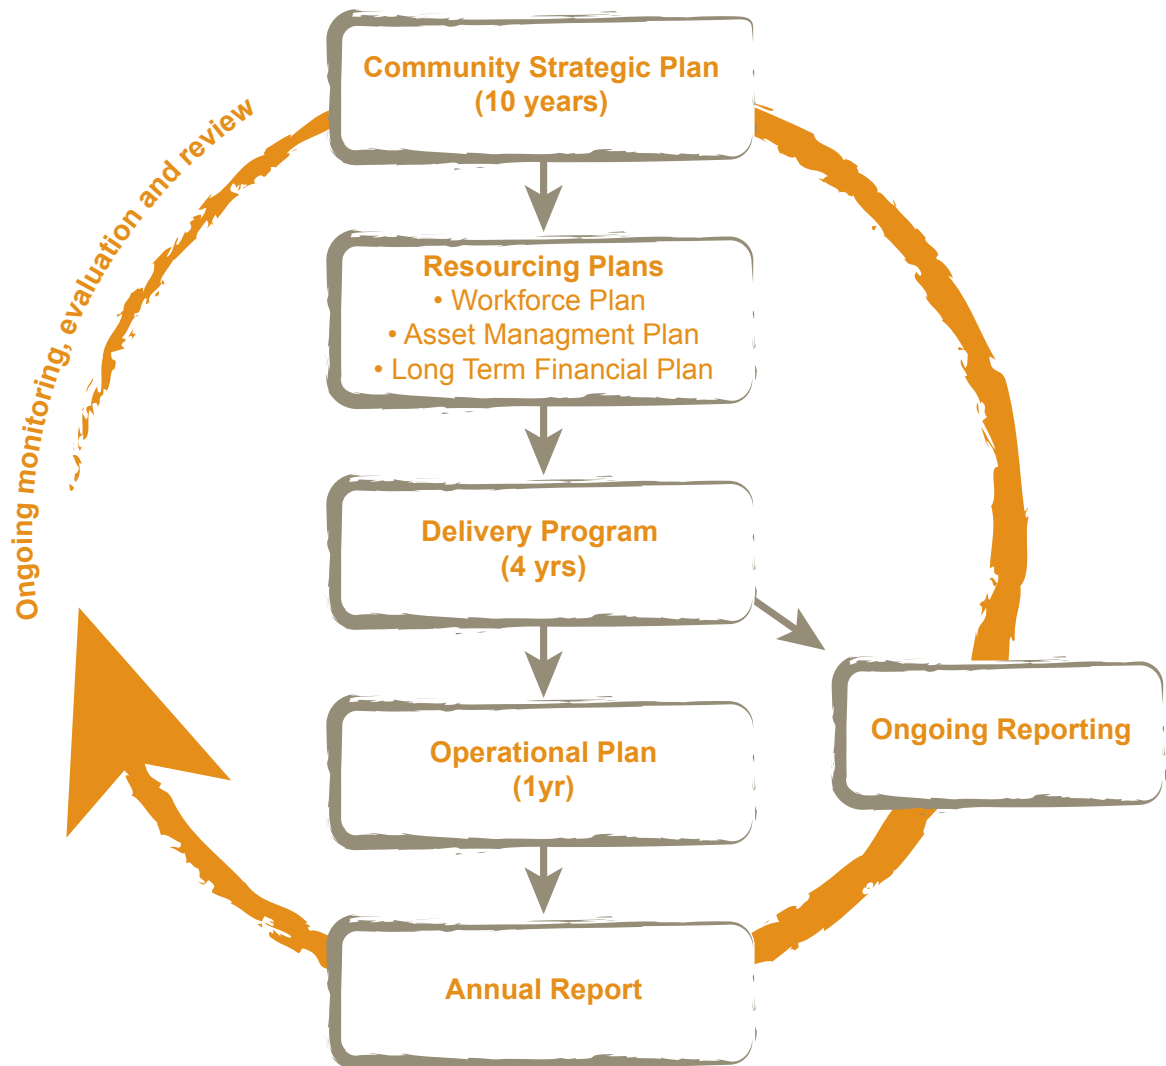 Community Strategic Plan
(10 years)
Ongoing monitoring, evaluation and review
Resourcing Plans
• Workforce Plan
• Asset Managment Plan
• Long Term Financial Plan
Delivery Program
(4 yrs)
Ongoing Reporting
Operational Plan
(1yr)
Annual Report